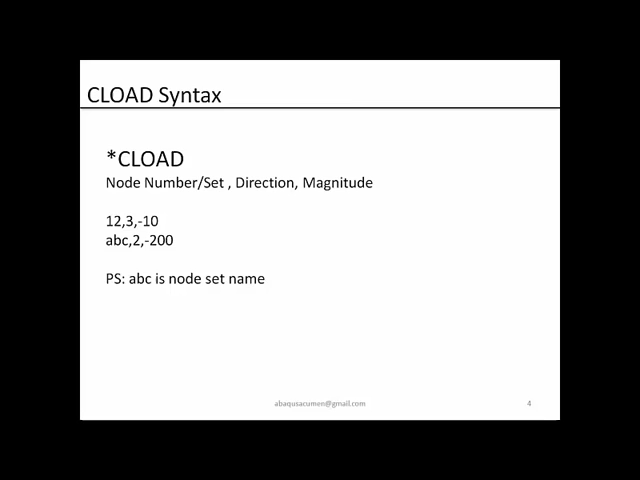 CLOAD Syntax
*CLOAD
Node Number/Set , Direction, Magnitude
12,3,-10
abc,2,-200
PS: abc is node set name
abaqusacumen@gmail.com
4